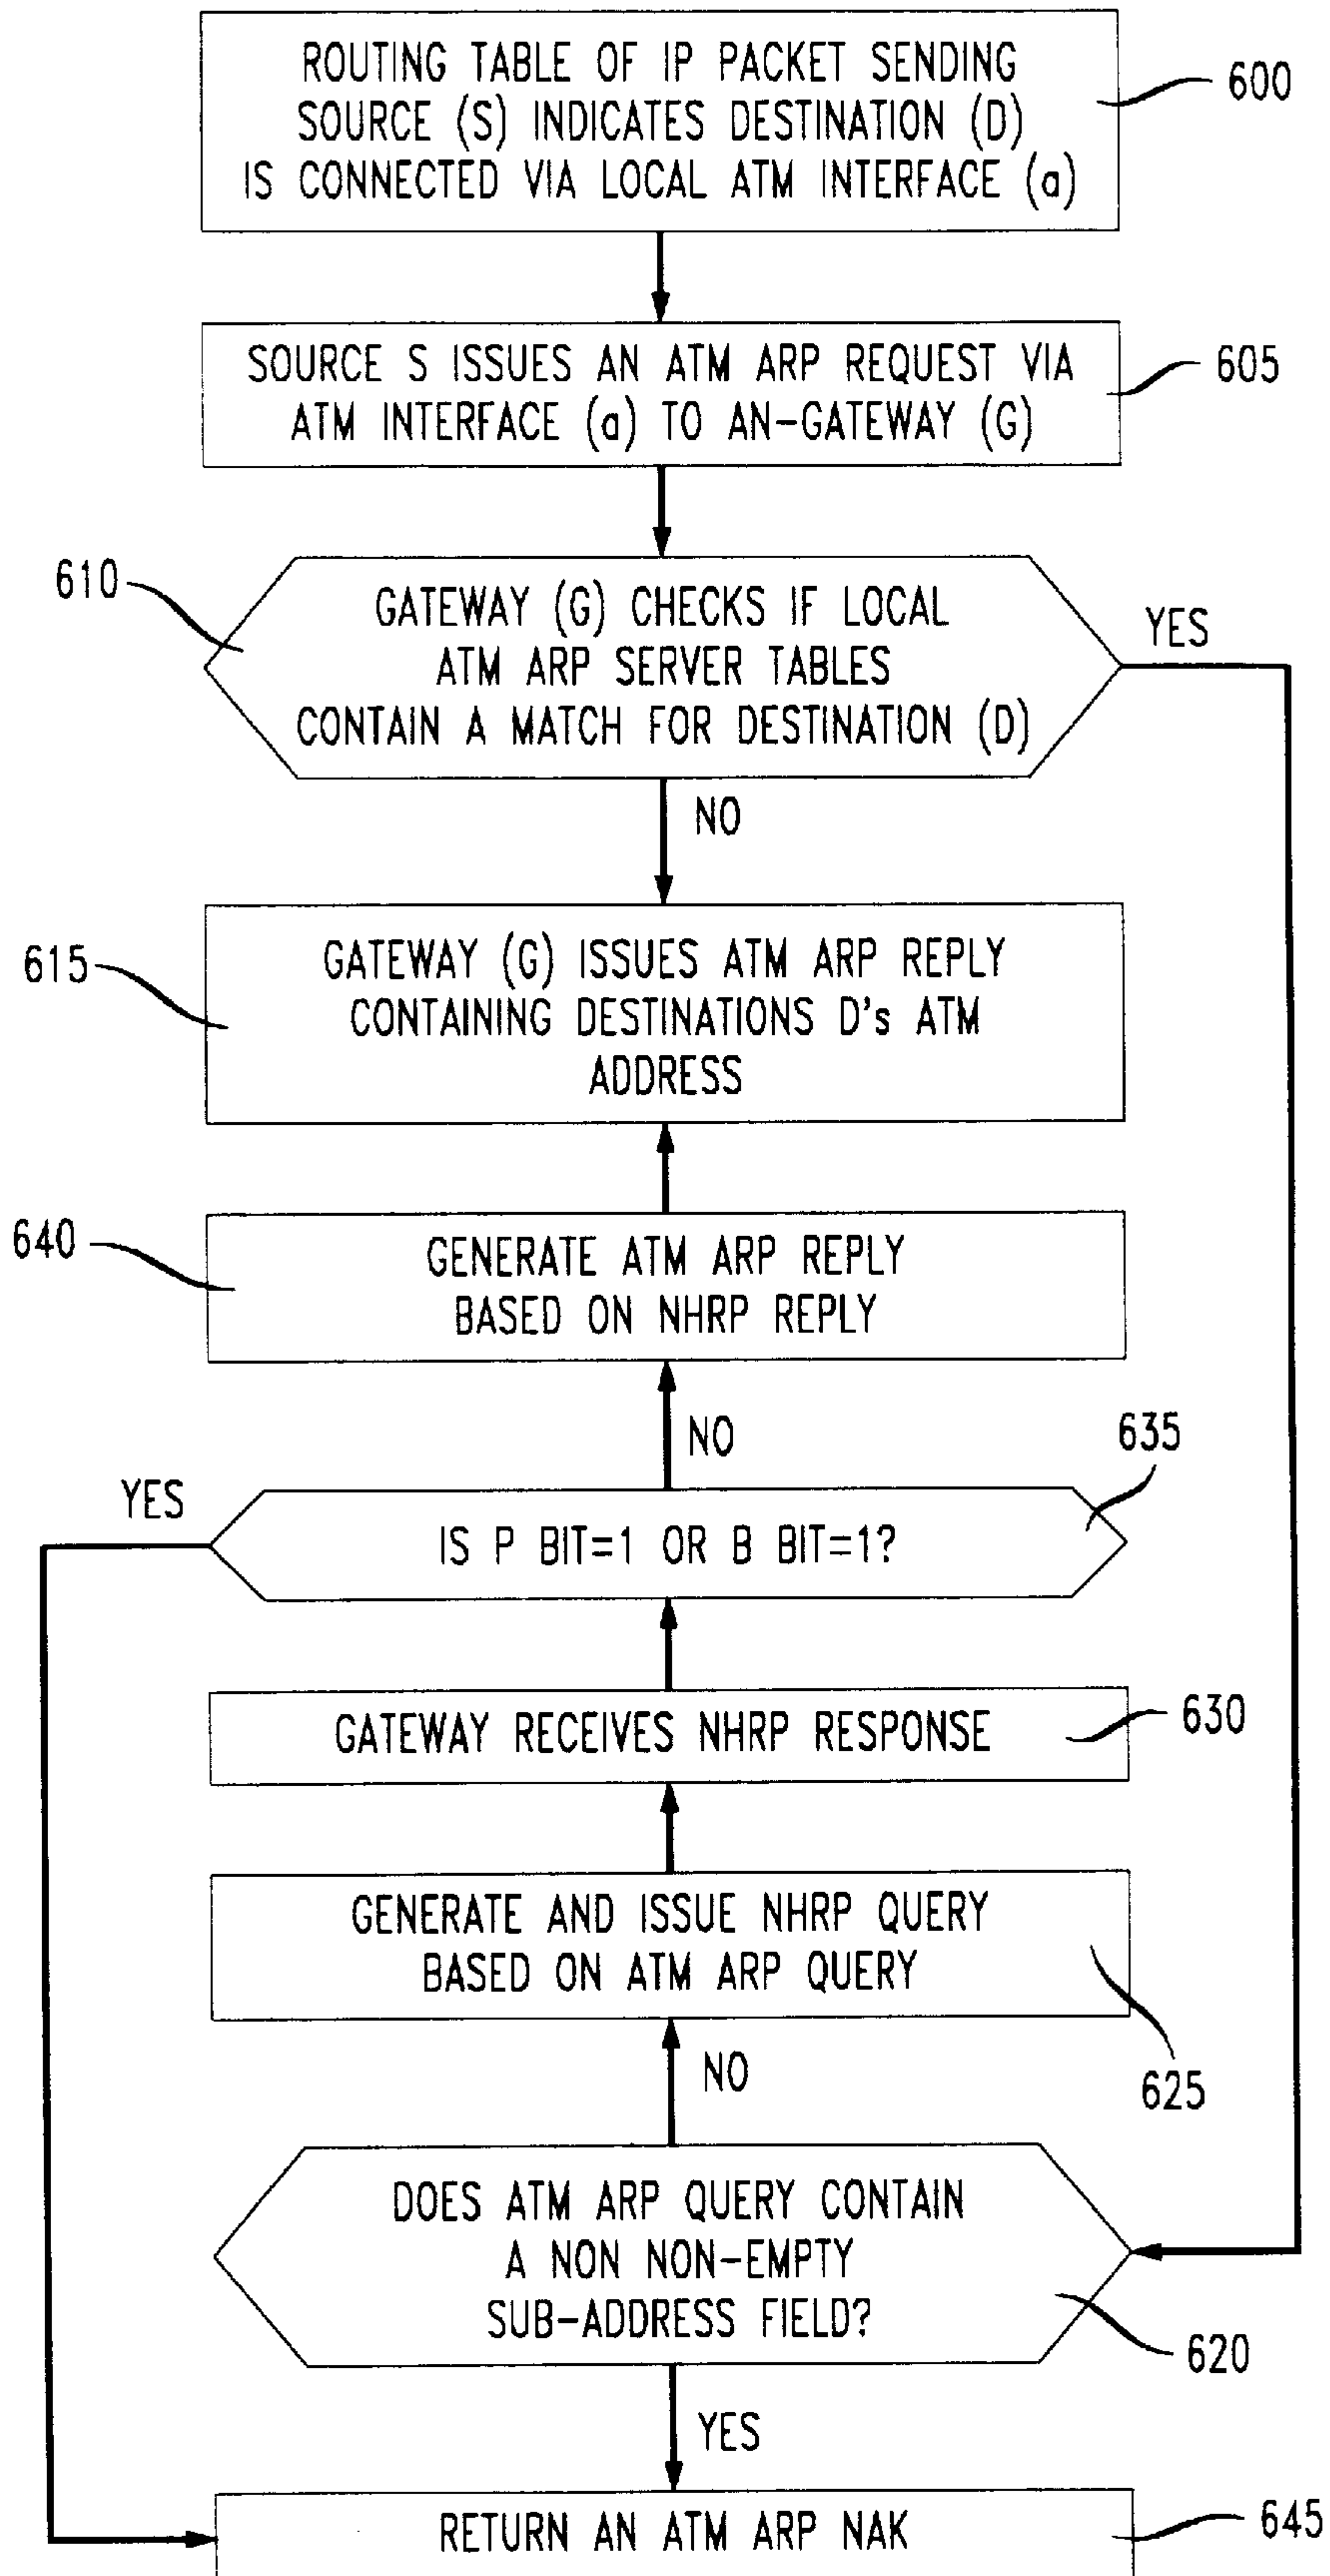 ROUTING TABLE OF IP PACKET SENDING
SOURCE (S) INDICATES DESTINATION (D)
IS CONNECTED VIA LOCAL ATM INTERFACE (a)
600
SOURCE S ISSUES AN ATM ARP REQUEST VIA
ATM INTERFACE (a) TO AN-GATEWAY (G)
605
610
GATEWAY (G) CHECKS IF LOCAL
ATM ARP SERVER TABLES
CONTAIN A MATCH FOR DESTINATION (D)
YES
NO
615
GATEWAY (G) ISSUES ATM ARP REPLY
CONTAINING DESTINATIONS D's ATM
ADDRESS
640
GENERATE ATM ARP REPLY
BASED ON NHRP REPLY
NO
635
YES
IS P BIT=1 OR B BIT=1?
GATEWAY RECEIVES NHRP RESPONSE
630
GENERATE AND ISSUE NHRP QUERY
BASED ON ATM ARP QUERY
625
NO
DOES ATM ARP QUERY CONTAIN
A NON NON-EMPTY
SUB-ADDRESS FIELD?
620
YES
RETURN AN ATM ARP NAK
645